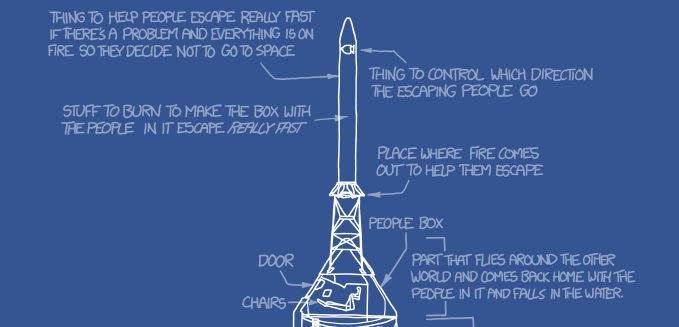 THING TO HELP PEOPLE ESCAPE REALLY FAST
IF THERE'S A PROBLEM AND EVERYTHING IS ON
FIRE SO THEY DECIDE NOT TO GO TO SPACE
THING TO CONTROL WHICH DIRECTION
THE ESCAPING PEOPLE GO
STUFF TO BURN TO MAKE THE BOX WITH
THE PEOPLE IN IT ESCAPE REALLY FAST
PLACE WHERE FIRE COMES
OUT TO HELP THEM ESCAPE
PEOPLE BOX
DOOR
PART THAT FLIES AROUND THE OTHER
WORLD AND COMES BACK HOME WITH THE
PEOPLE IN IT AND FALLS IN THE WATER.
CHAIRS